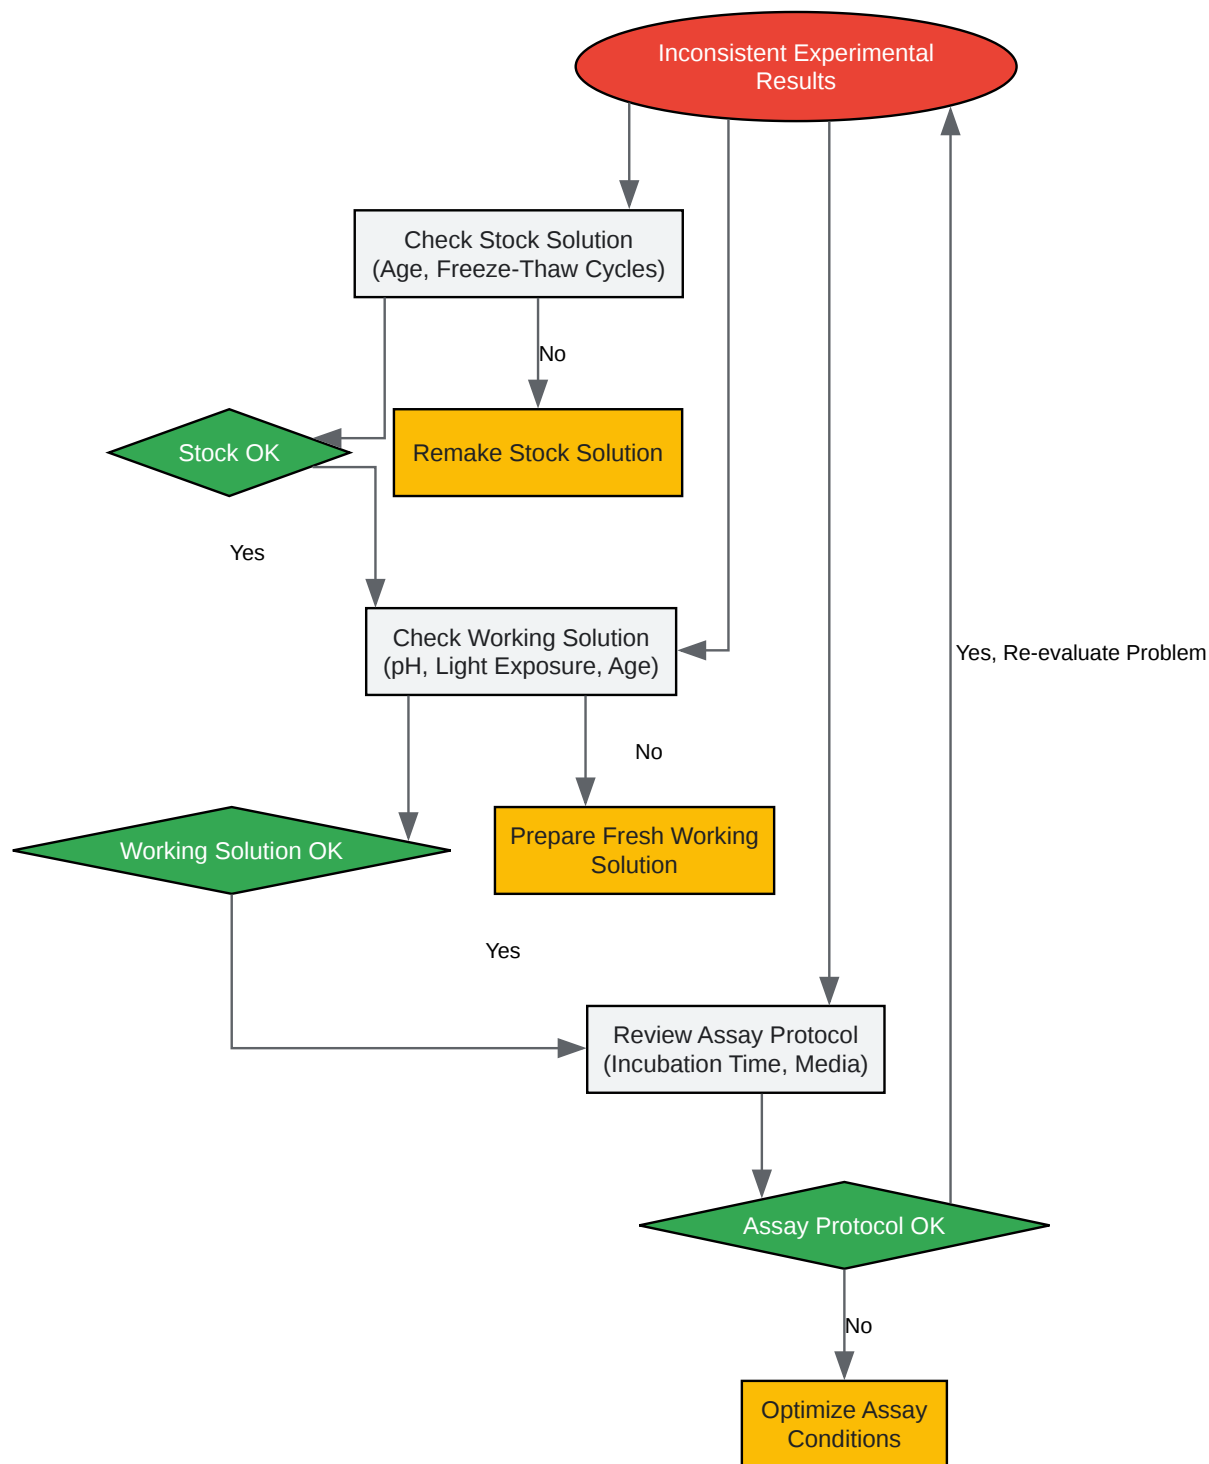 Inconsistent Experimental
Results
Check Stock Solution
(Age, Freeze-Thaw Cycles)
No
Stock OK
Remake Stock Solution
Yes
Check Working Solution
(pH, Light Exposure, Age)
Yes, Re-evaluate Problem
No
Working Solution OK
Prepare Fresh Working
Solution
Yes
Review Assay Protocol
(Incubation Time, Media)
Assay Protocol OK
No
Optimize Assay
Conditions